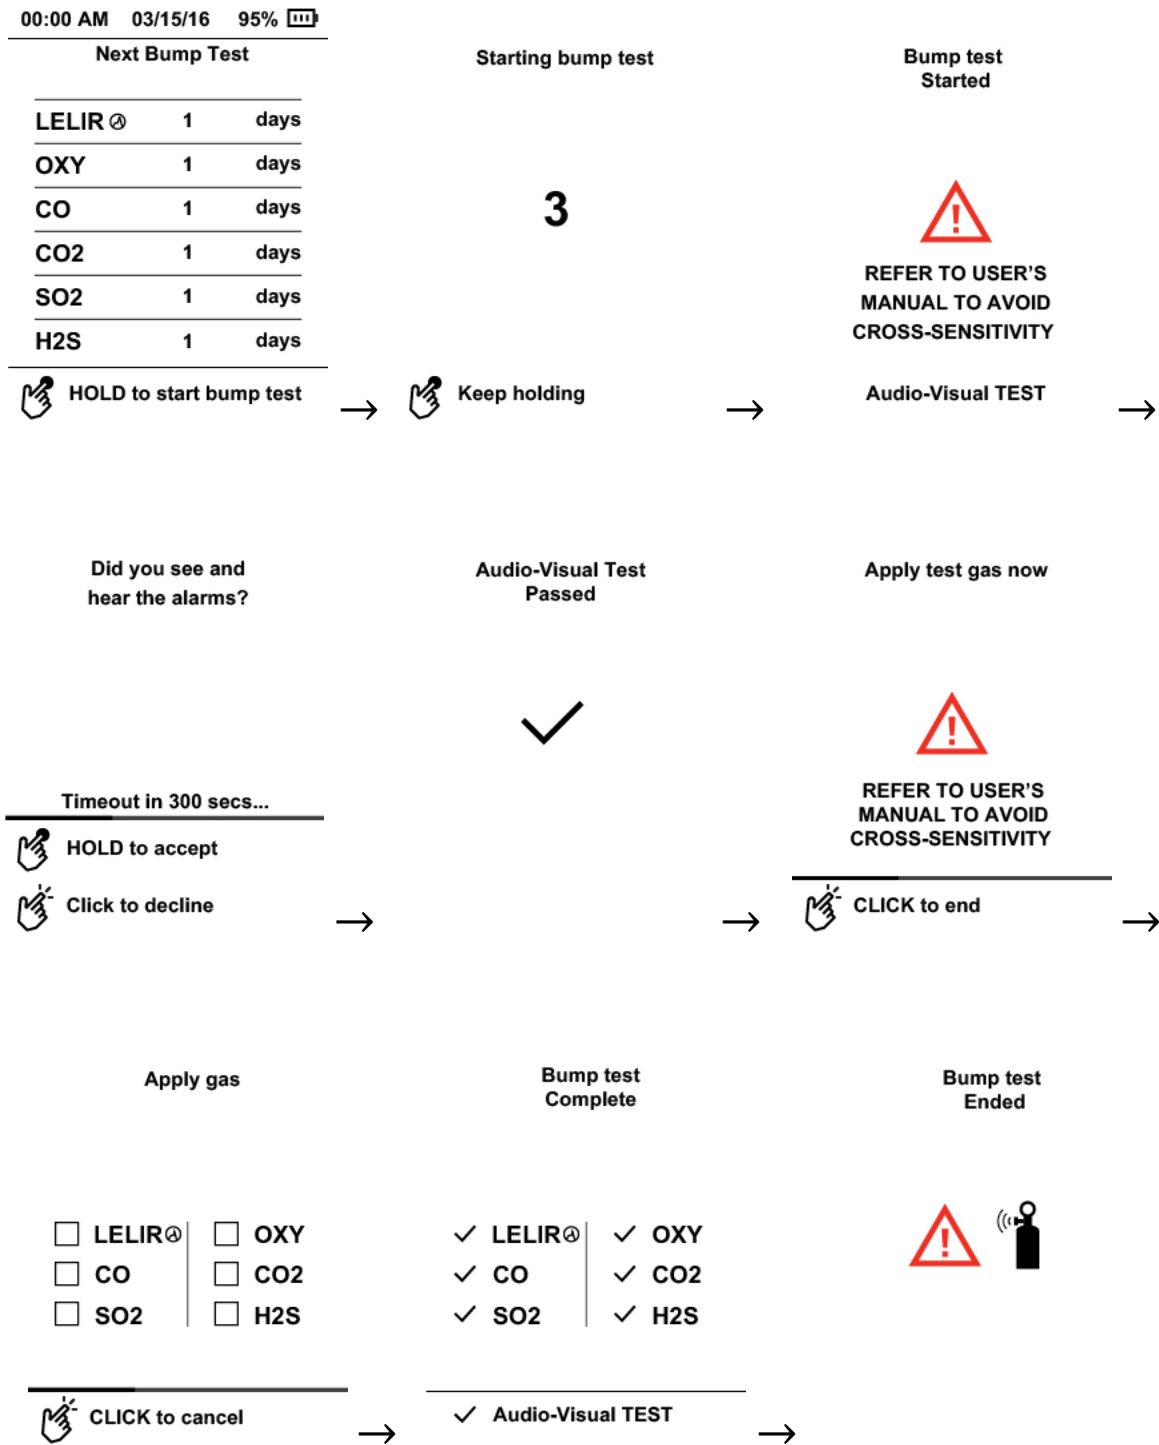 00:00 AM 03/15/16 95%
Next Bump Test
LELIR 1 days
OXY 1 days
CO 1 days
CO2 1 days
SO2 1 days
H2S 1 days
HOLD to start bump test
Starting bump test
3
Keep holding
Bump test
Started
!
REFER TO USER'S
MANUAL TO AVOID
CROSS-SENSITIVITY
Audio-Visual TEST
Did you see and
hear the alarms?
Timeout in 300 secs...
HOLD to accept
Click to decline
Audio-Visual Test
Passed
Apply test gas now
!
REFER TO USER'S
MANUAL TO AVOID
CROSS-SENSITIVITY
CLICK to end
Apply gas
LELIR OXY
CO CO2
SO2 H2S
CLICK to cancel
Bump test
Complete
LELIR OXY
CO CO2
SO2 H2S
Audio-Visual TEST
Bump test
Ended
!